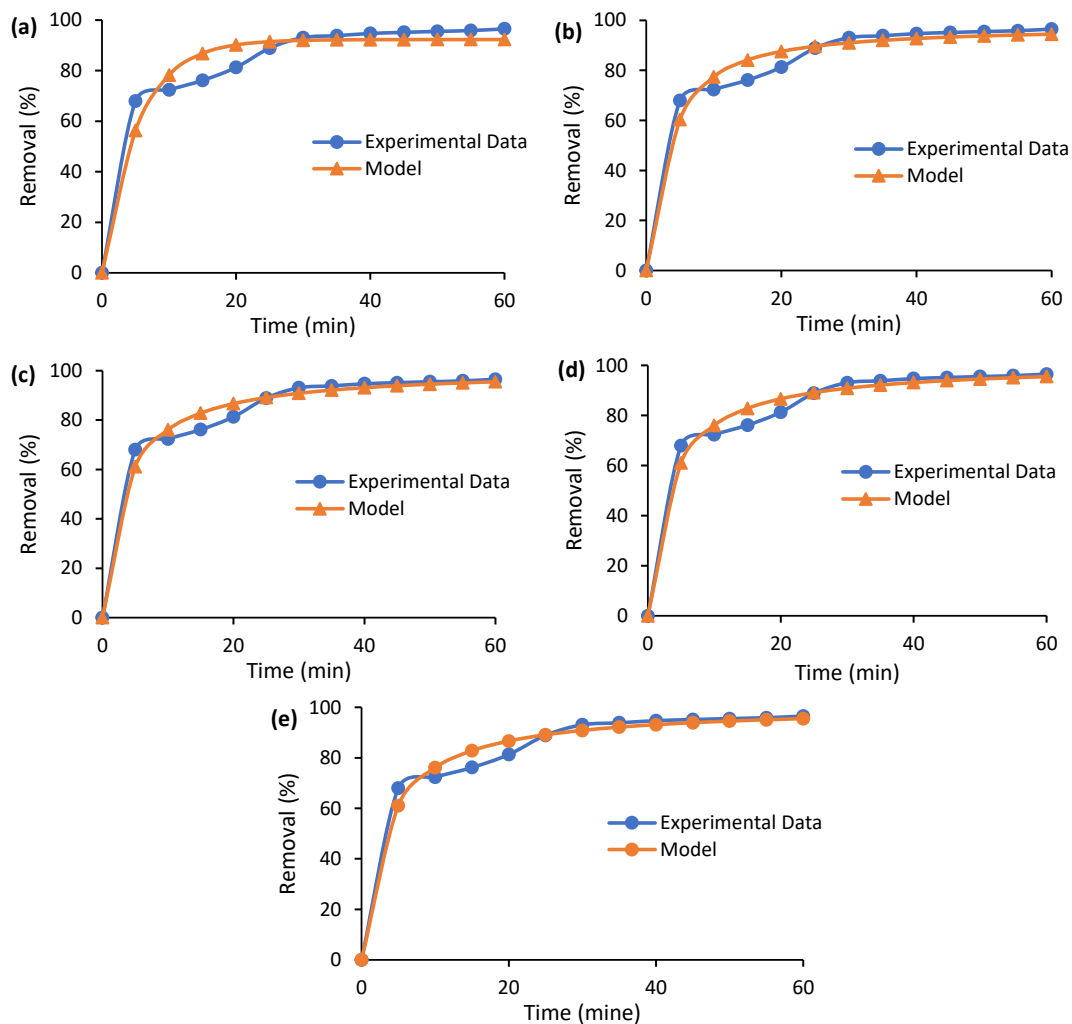 (a)
Removal (%)
100
80
60
40
20
0
Experimental Data
Model
0 20 40 60
Time (min)
(b)
Removal (%)
100
80
60
40
20
0
Experimental Data
Model
0 20 40 60
Time (min)
(c)
Removal (%)
100
80
60
40
20
0
Experimental Data
Model
0 20 40 60
Time (min)
(d)
Removal (%)
100
80
60
40
20
0
Experimental Data
Model
0 20 40 60
Time (min)
(e)
Removal (%)
100
80
60
40
20
0
Experimental Data
Model
0 20 40 60
Time (mine)